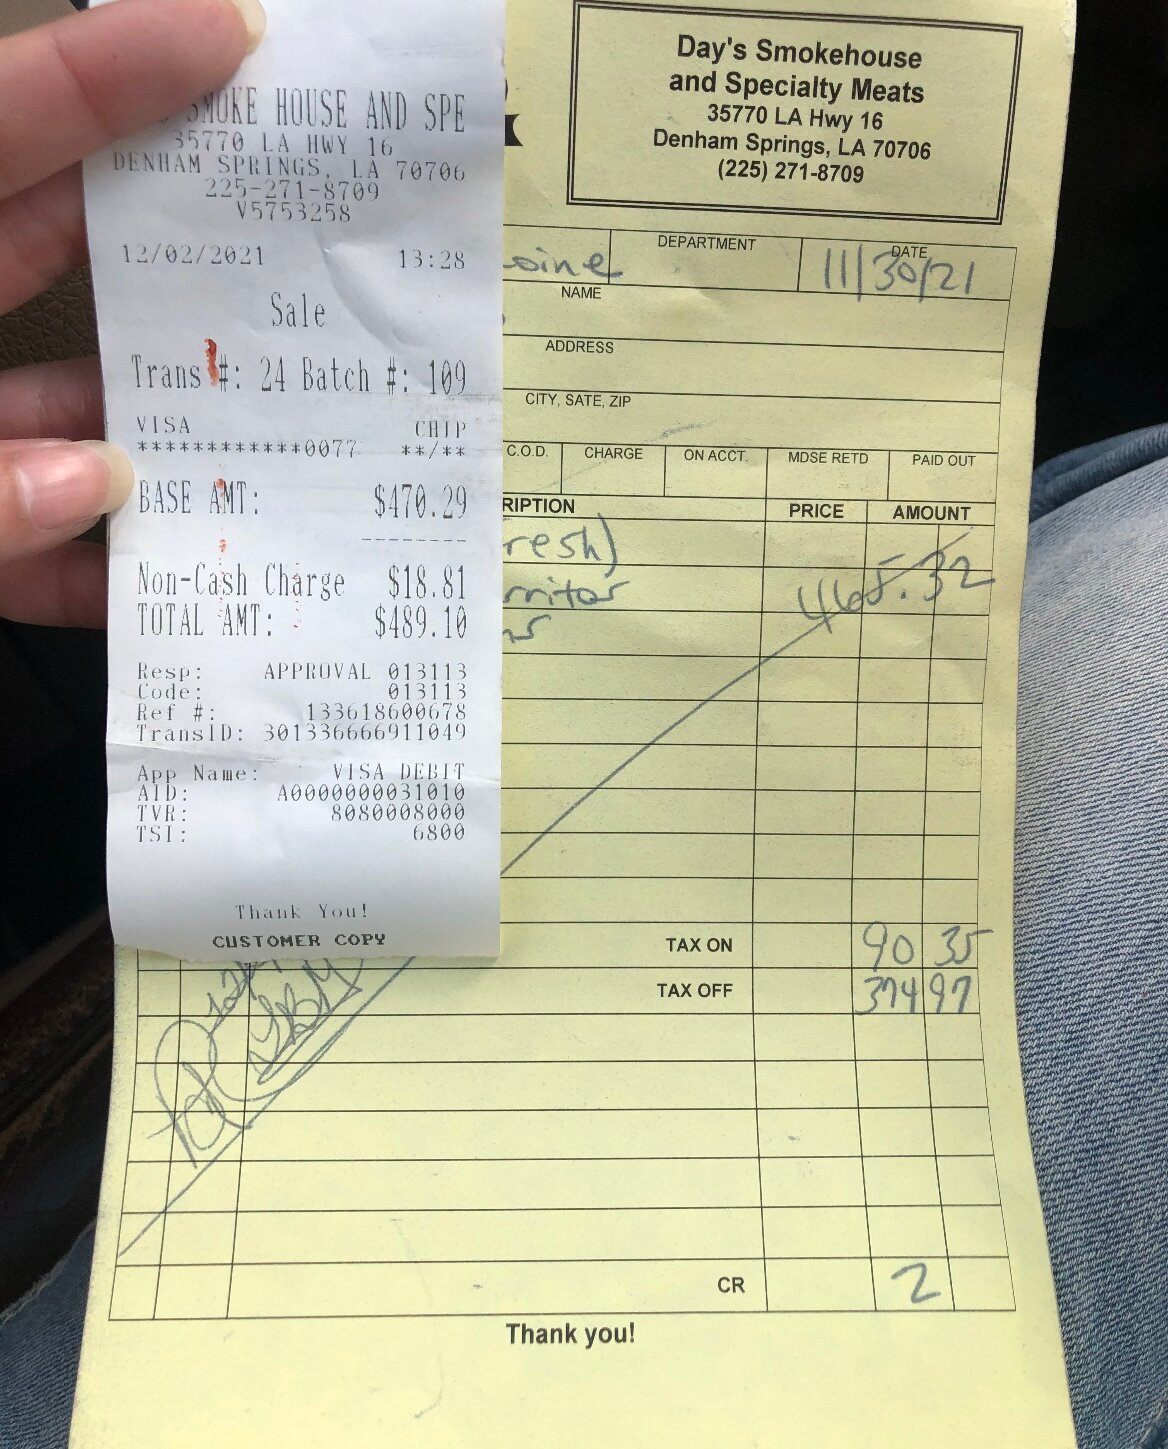 SMOKE HOUSE AND SPE
35770 LA HWY 16
DENHAM SPRINGS, LA 70706
225-271-8709
V5753258
12/02/2021 13:28
Sale
Trans #: 24 Batch #: 109
VISA CHIP
************0077 **/**
BASE AMT: $470.29
--------
Non-Cash Charge $18.81
TOTAL AMT: $489.10
Resp: APPROVAL 013113
Code: 013113
Ref #: 133618600678
TransID: 301336666911049
App Name: VISA DEBIT
AID: A0000000031010
TVR: 8080008000
TSI: 6800
Thank You!
CUSTOMER COPY
Day's Smokehouse
and Specialty Meats
35770 LA Hwy 16
Denham Springs, LA 70706
(225) 271-8709
DEPARTMENT DATE
11/30/21
NAME
ADDRESS
CITY, SATE, ZIP
C.O.D. CHARGE ON ACCT. MDSE RETD PAID OUT
RIPTION PRICE AMOUNT
resh)
465.32
TAX ON 90 35
TAX OFF 374 97
CR 2
Thank you!